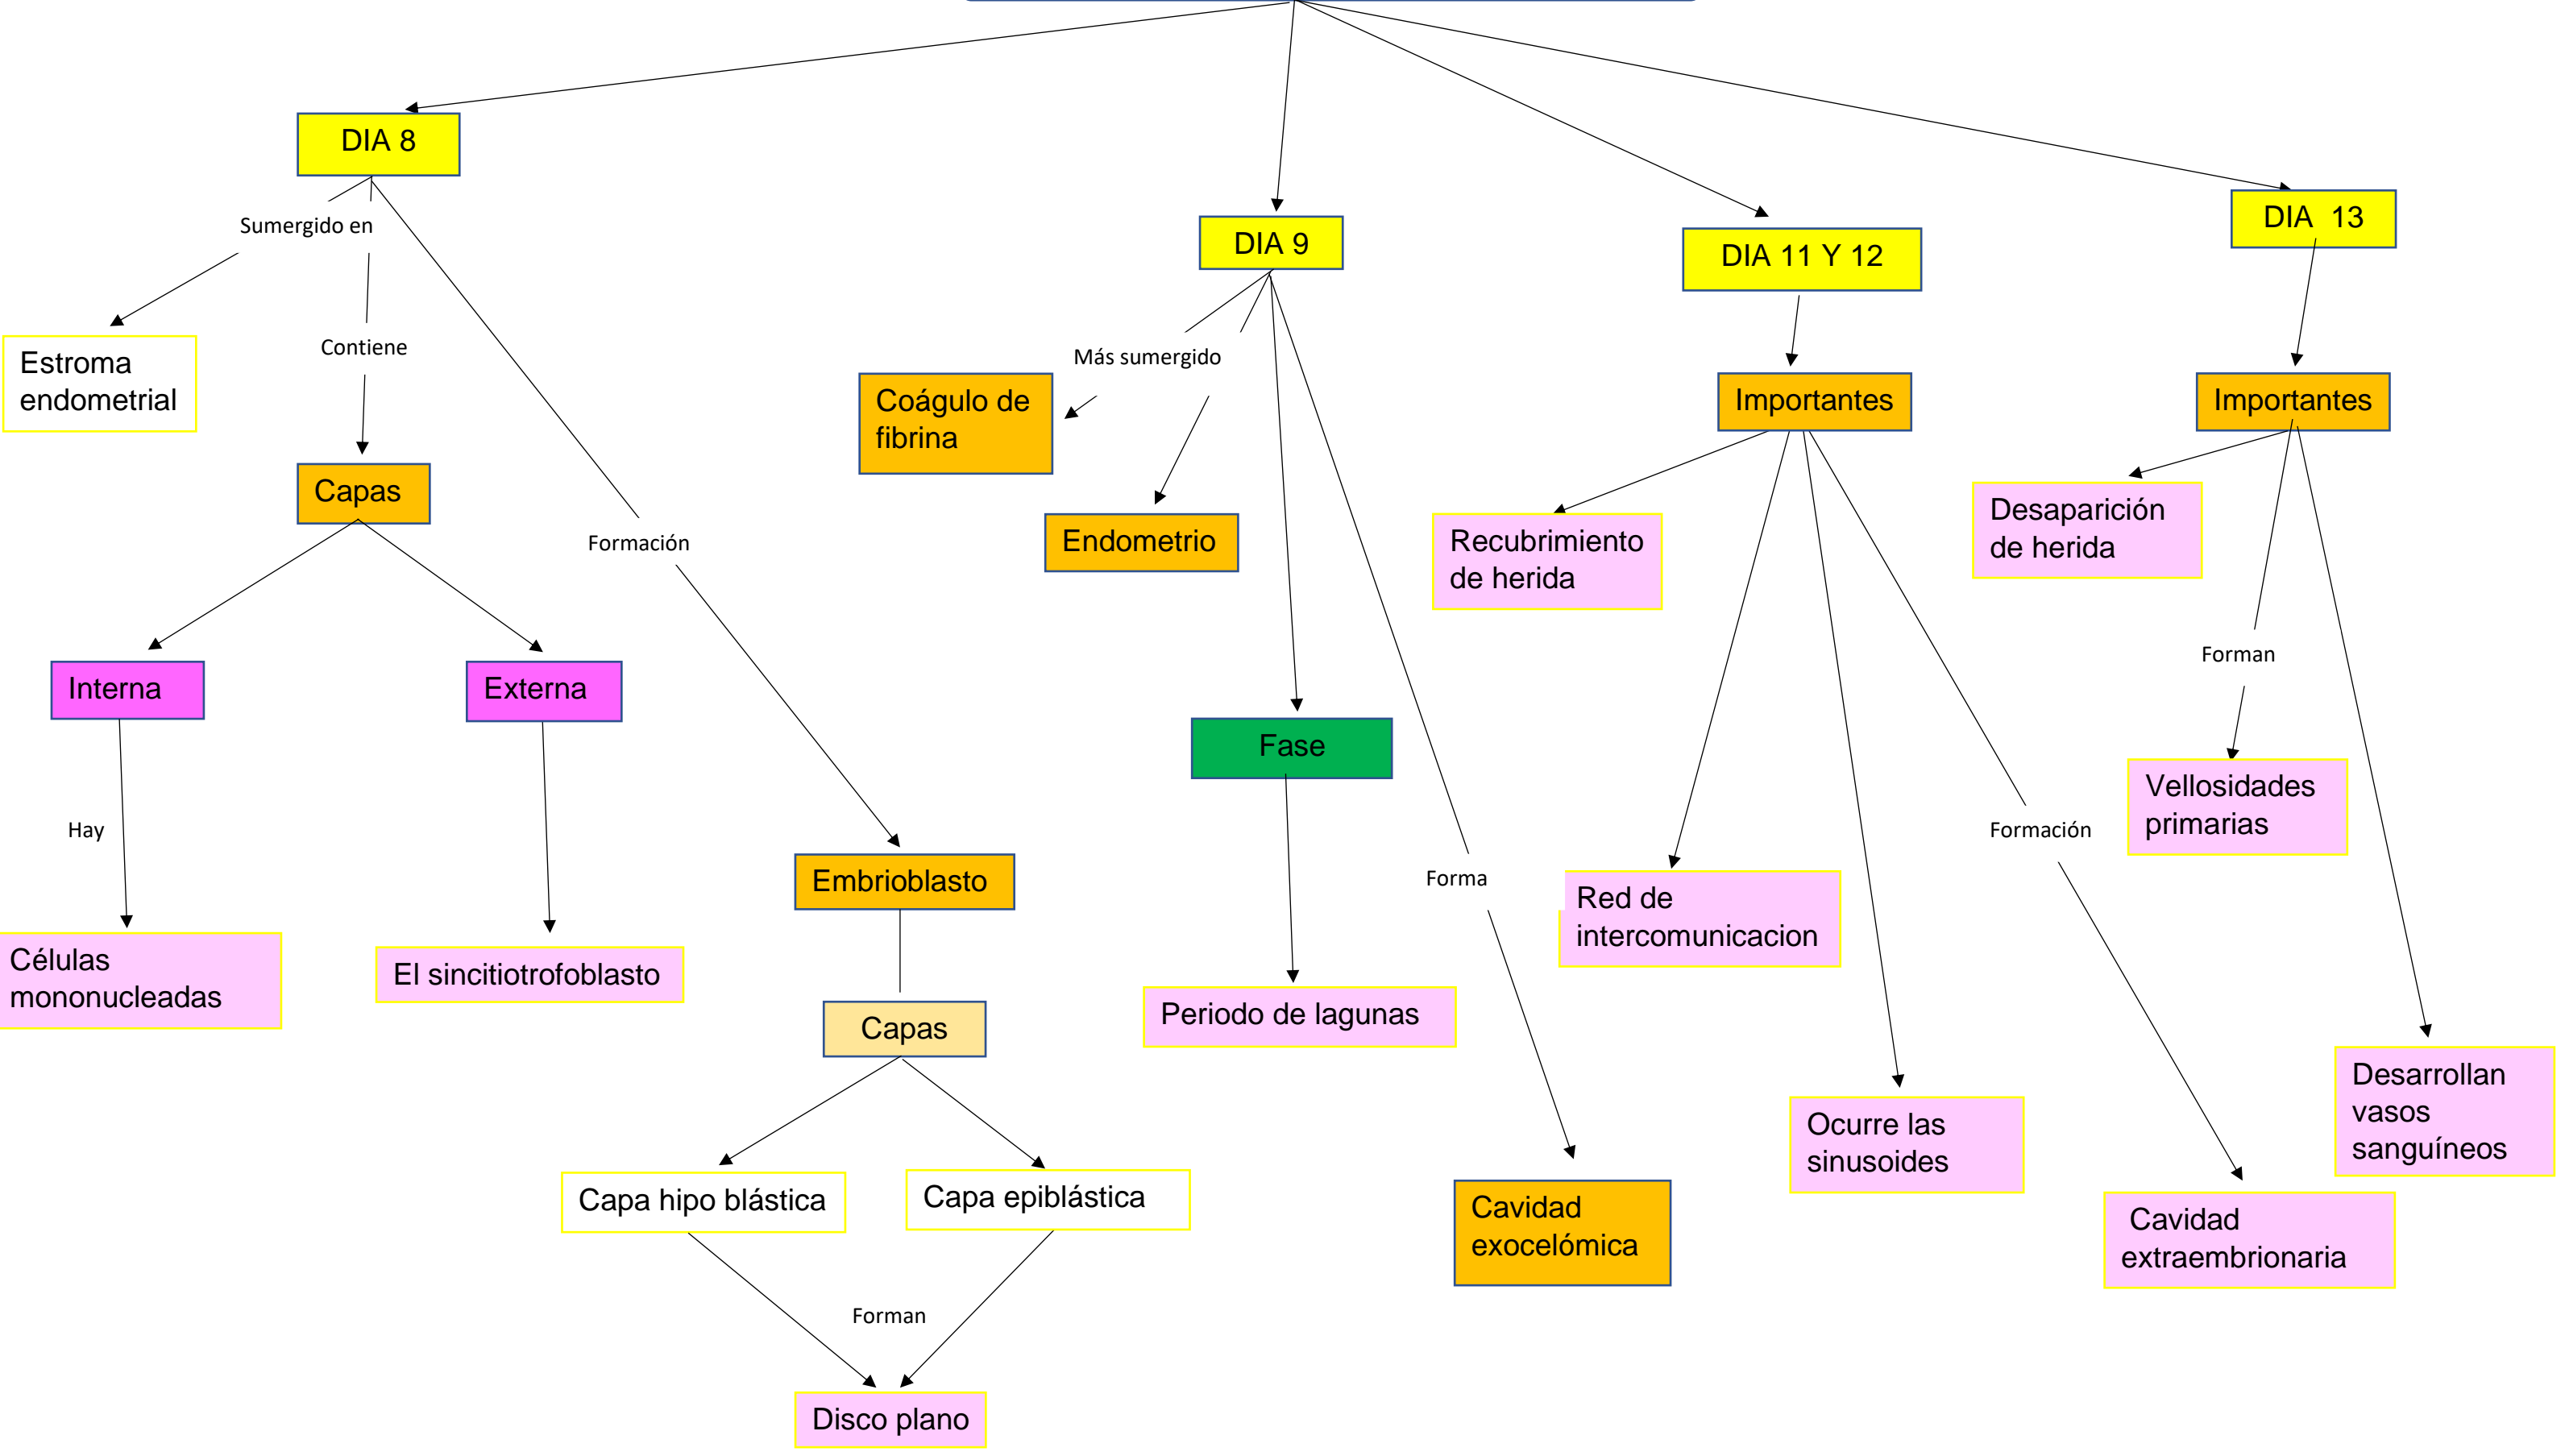 DIA 8
Sumergido en
Estroma
endometrial
Contiene
Capas
Interna
Externa
Hay
Células
mononucleadas
El sincitiotrofoblasto
Formación
Embrioblasto
Capas
Capa hipo blástica
Capa epiblástica
Forman
Disco plano
DIA 9
Más sumergido
Coágulo de
fibrina
Endometrio
Fase
Periodo de lagunas
Forma
Cavidad
exocelómica
DIA 11 Y 12
Importantes
Recubrimiento
de herida
Red de
intercomunicacion
Ocurre las
sinusoides
Formación
Cavidad
extraembrionaria
DIA  13
Importantes
Desaparición
de herida
Forman
Vellosidades
primarias
Desarrollan
vasos
sanguíneos